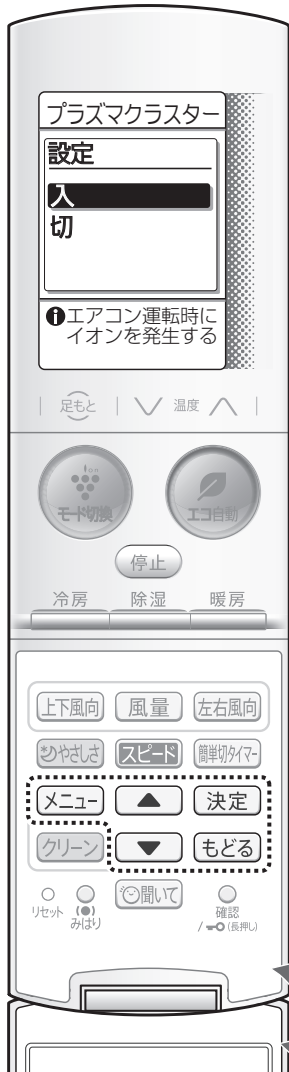 プラズマクラスター
設定
入
切
エアコン運転時に
イオンを発生する
足もと 温度
ion
モード切換 エコ自動
停止
冷房 除湿 暖房
上下風向 風量 左右風向
やさしさ スピード 簡単切タイマー
メニュー ▲ 決定
クリーン ▼ もどる
リセット みはり 聞いて 確認
/ (長押し)